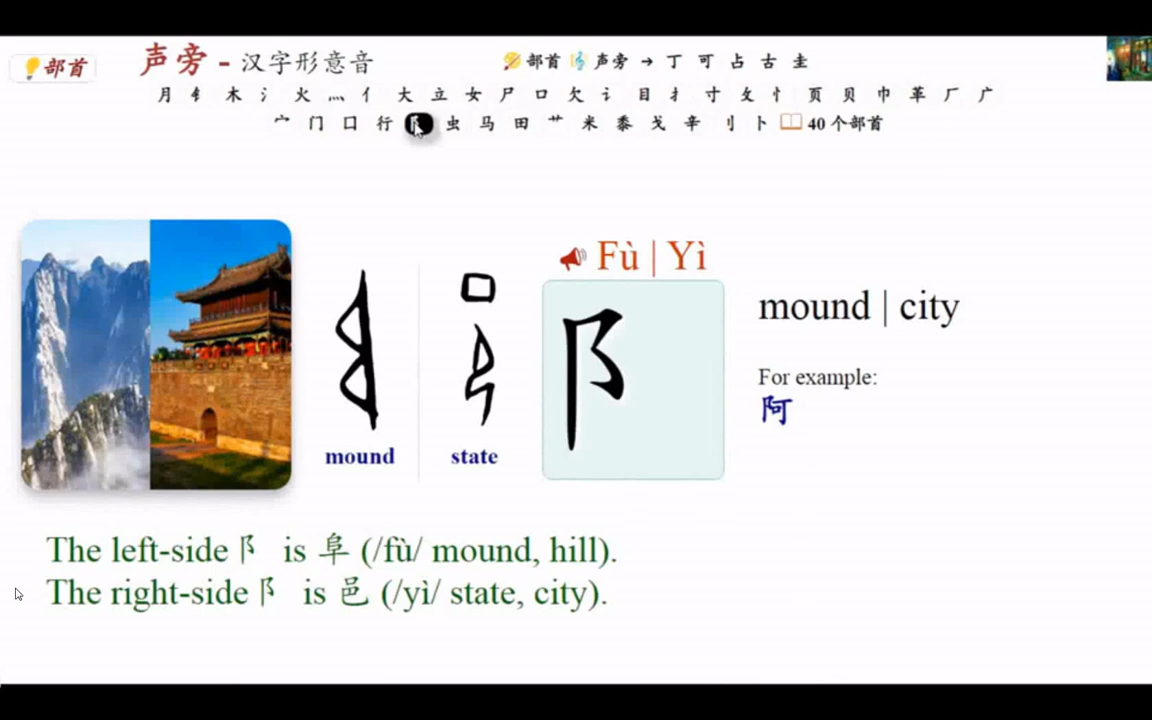 部首
声旁 - 汉字形意音
部首 声旁 → 丁 可 占 古 圭
月 钅 木 氵 火 灬 亻 大 立 女 尸 口 欠 讠 目 扌 寸 攵 忄 页 贝 巾 革 厂 广
宀 门 囗 行 阝 虫 马 田 艹 米 黍 戈 辛 刂 卜 40 个部首
Fù | Yì
阝
mound | city
For example:
阿
mound
state
The left-side 阝 is 阜 (/fù/ mound, hill).
The right-side 阝 is 邑 (/yì/ state, city).